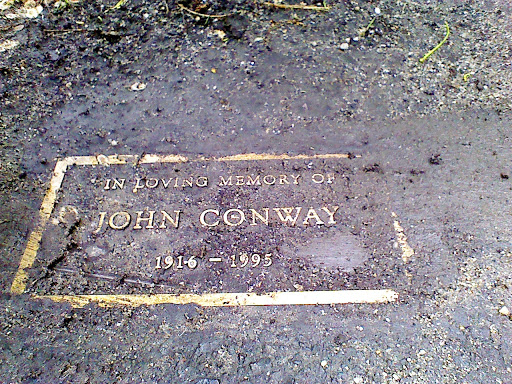 IN LOVING MEMORY OF
JOHN CONWAY
1916 – 1995